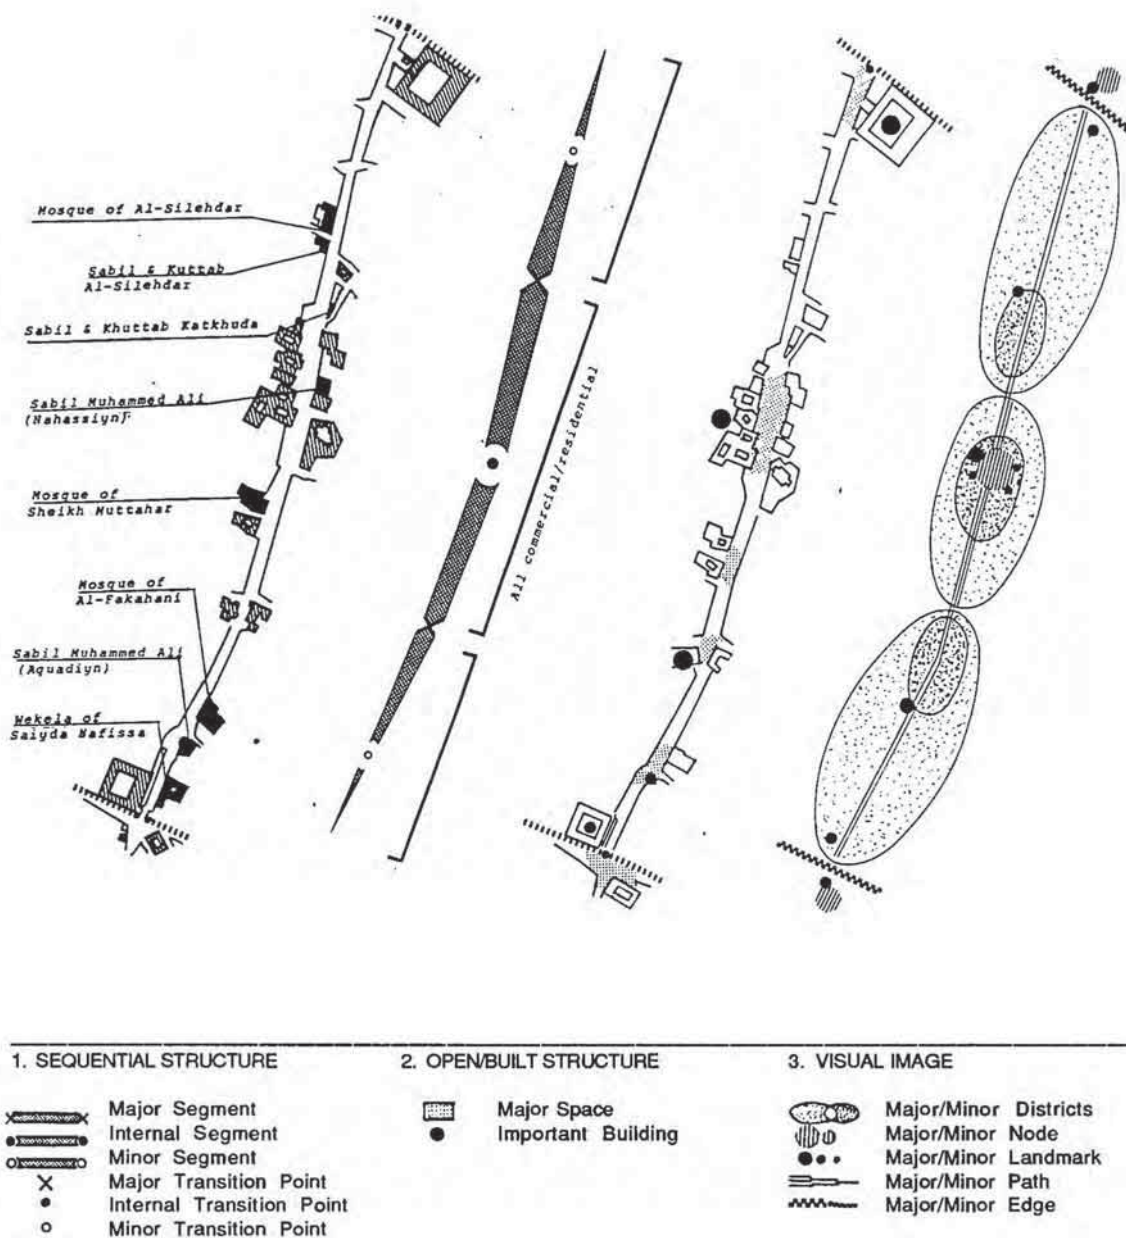 Mosque of Al-Silehdar
Sabil & Kuttab
Al-Silehdar
Sabil & Khuttab Katkhuda
Sabil Muhammed Ali
(Nahassiyn)
Mosque of
Sheikh Muttahar
Mosque of
Al-Fakahani
Sabil Muhammed Ali
(Aquadiyn)
Wekela of
Saiyda Nafissa
All commercial/residential
1. SEQUENTIAL STRUCTURE
Major Segment
Internal Segment
Minor Segment
Major Transition Point
Internal Transition Point
Minor Transition Point
2. OPEN/BUILT STRUCTURE
Major Space
Important Building
3. VISUAL IMAGE
Major/Minor Districts
Major/Minor Node
Major/Minor Landmark
Major/Minor Path
Major/Minor Edge